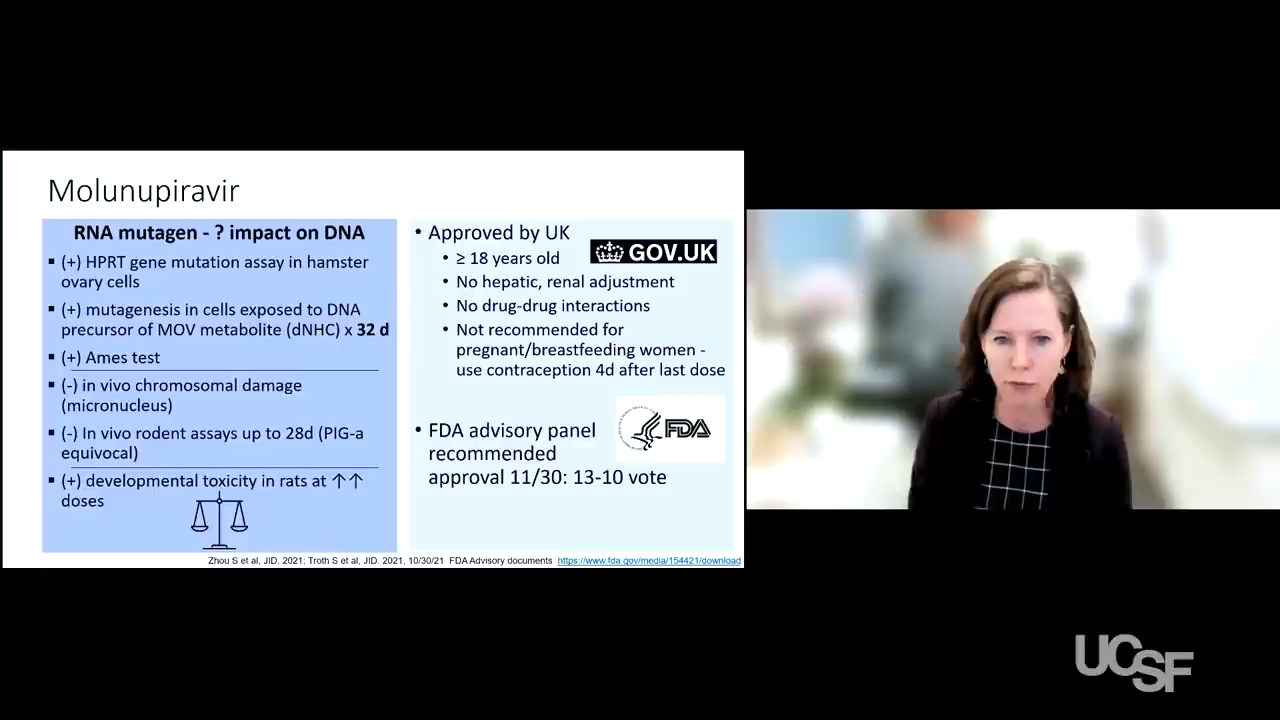 Molunupiravir
RNA mutagen - ? impact on DNA
▪ (+) HPRT gene mutation assay in hamster
ovary cells
▪ (+) mutagenesis in cells exposed to DNA
precursor of MOV metabolite (dNHC) x 32 d
▪ (+) Ames test
▪ (-) in vivo chromosomal damage
(micronucleus)
▪ (-) In vivo rodent assays up to 28d (PIG-a
equivocal)
▪ (+) developmental toxicity in rats at ↑↑
doses
• Approved by UK
GOV.UK
• ≥ 18 years old
• No hepatic, renal adjustment
• No drug-drug interactions
• Not recommended for
pregnant/breastfeeding women -
use contraception 4d after last dose
• FDA advisory panel
recommended
approval 11/30: 13-10 vote
FDA
Zhou S et al, JID, 2021; Troth S et al, JID. 2021, 10/30/21 FDA Advisory documents https://www.fda.gov/media/154421/download
UCSF